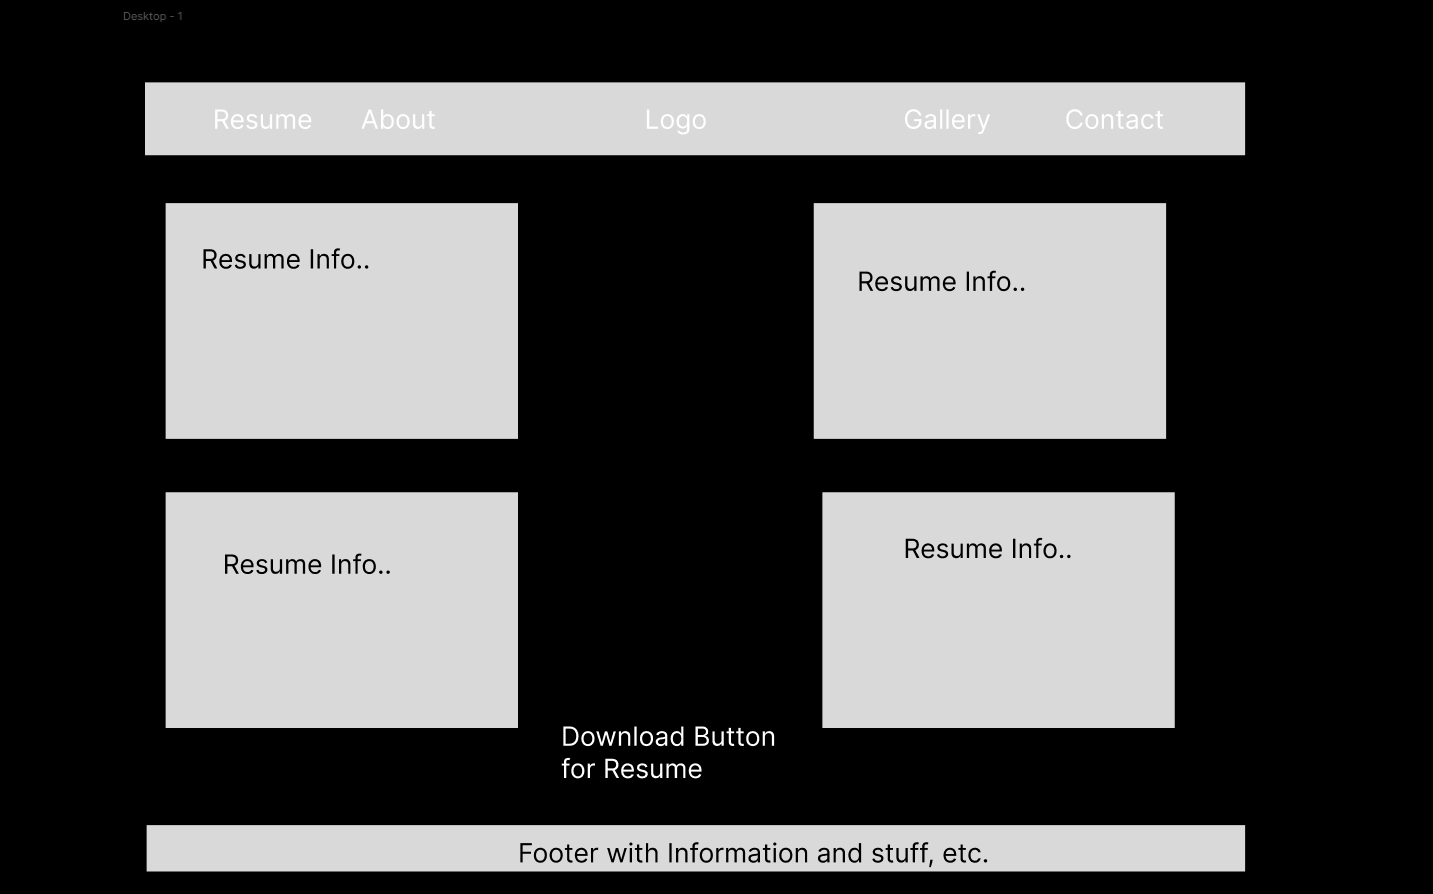 Desktop - 1
Resume About Logo Gallery Contact
Resume Info..
Resume Info..
Resume Info..
Resume Info..
Download Button
for Resume
Footer with Information and stuff, etc.